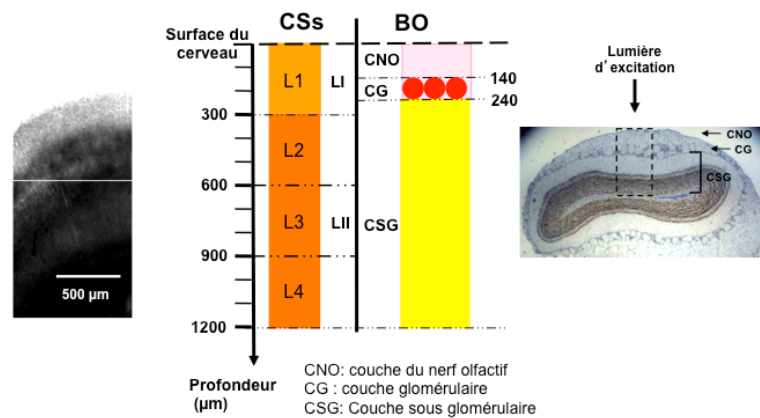 CSs BO
Surface du
cerveau
CNO
L1 LI
CG
140
240
300
L2
600
L3 LII CSG
900
L4
1200
Profondeur
(µm)
500 µm
Lumière
d'excitation
CNO
CG
CSG
CNO: couche du nerf olfactif
CG : couche glomérulaire
CSG: Couche sous glomérulaire